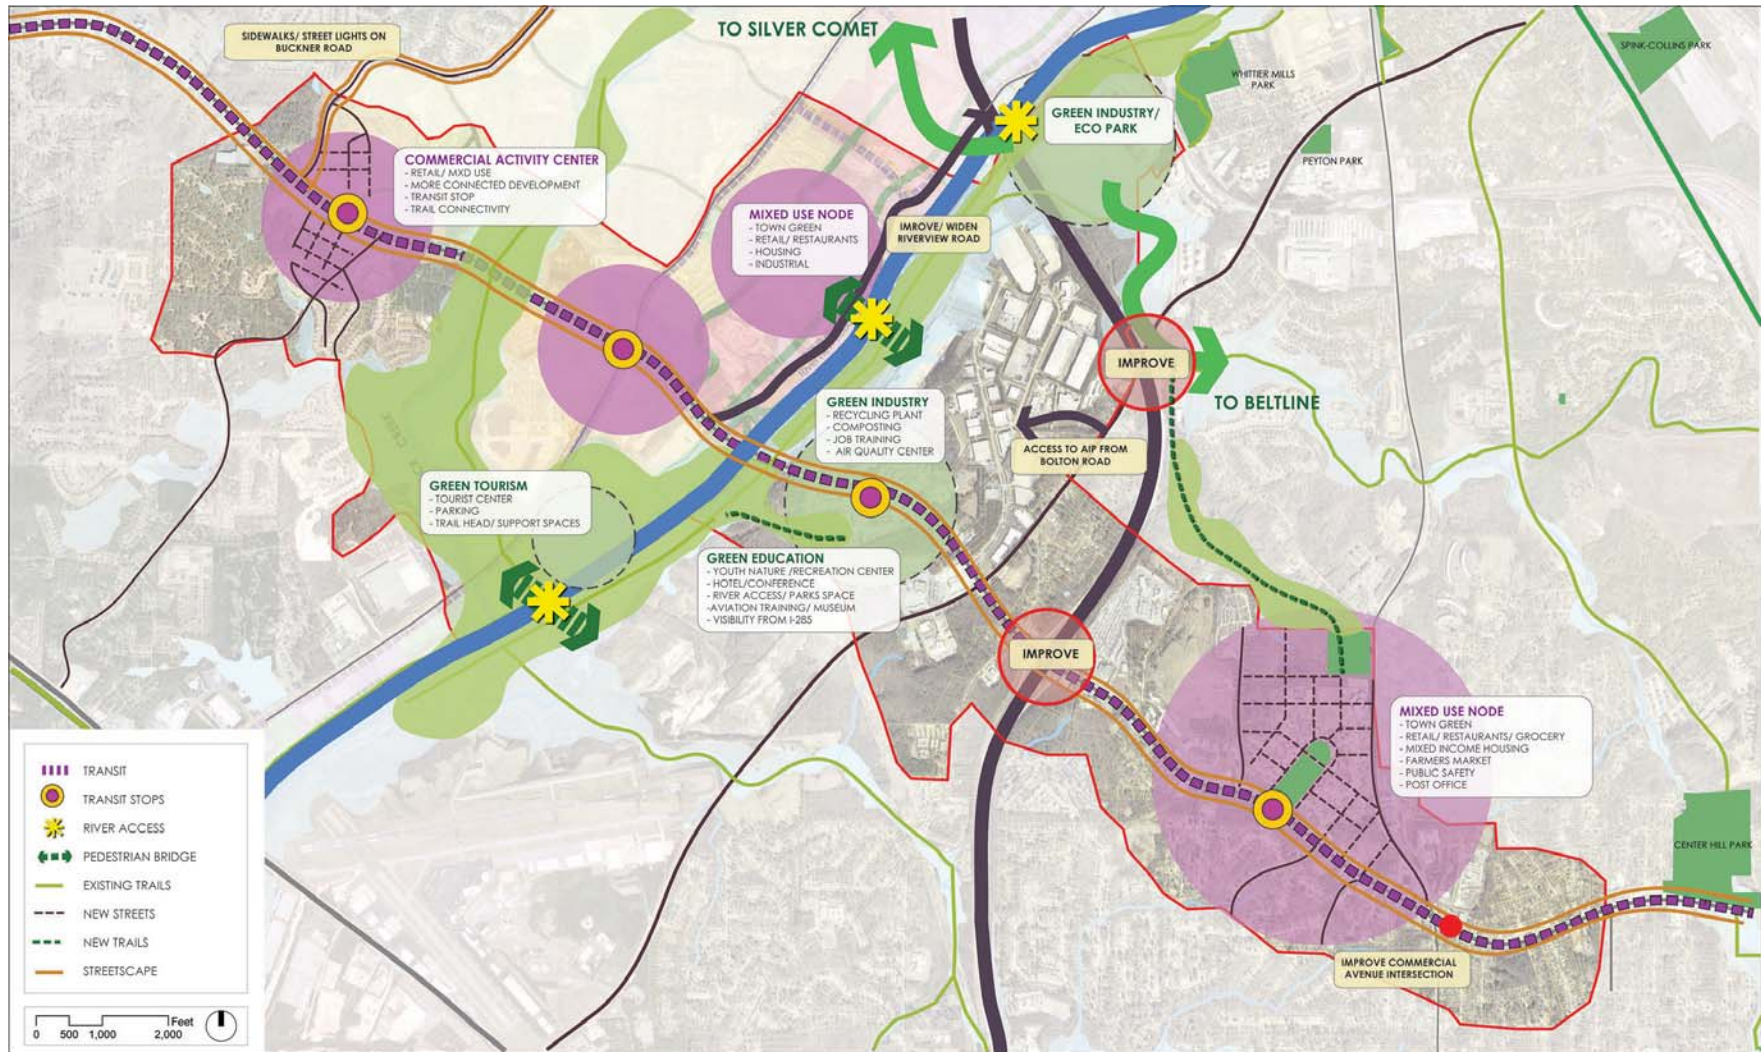 TO SILVER COMET
SIDEWALKS/ STREET LIGHTS ON
BUCKNER ROAD
SPINK-COLLINS PARK
WHITTIER MILLS
PARK
GREEN INDUSTRY/
ECO PARK
PEYTON PARK
COMMERCIAL ACTIVITY CENTER
- RETAIL/ MXD USE
- MORE CONNECTED DEVELOPMENT
- TRANSIT STOP
- TRAIL CONNECTIVITY
MIXED USE NODE
- TOWN GREEN
- RETAIL/ RESTAURANTS
- HOUSING
- INDUSTRIAL
IMROVE/ WIDEN
RIVERVIEW ROAD
IMPROVE
TO BELTLINE
GREEN INDUSTRY
- RECYCLING PLANT
- COMPOSTING
- JOB TRAINING
- AIR QUALITY CENTER
ACCESS TO AIP FROM
BOLTON ROAD
GREEN TOURISM
- TOURIST CENTER
- PARKING
- TRAIL HEAD/ SUPPORT SPACES
GREEN EDUCATION
- YOUTH NATURE /RECREATION CENTER
- HOTEL/CONFERENCE
- RIVER ACCESS/ PARKS SPACE
-AVIATION TRAINING/ MUSEUM
- VISIBILITY FROM I-285
IMPROVE
MIXED USE NODE
- TOWN GREEN
- RETAIL/ RESTAURANTS/ GROCERY
- MIXED INCOME HOUSING
- FARMERS MARKET
- PUBLIC SAFETY
- POST OFFICE
CENTER HILL PARK
IMPROVE COMMERCIAL
AVENUE INTERSECTION
TRANSIT
TRANSIT STOPS
RIVER ACCESS
PEDESTRIAN BRIDGE
EXISTING TRAILS
NEW STREETS
NEW TRAILS
STREETSCAPE
Feet
0 500 1,000 2,000